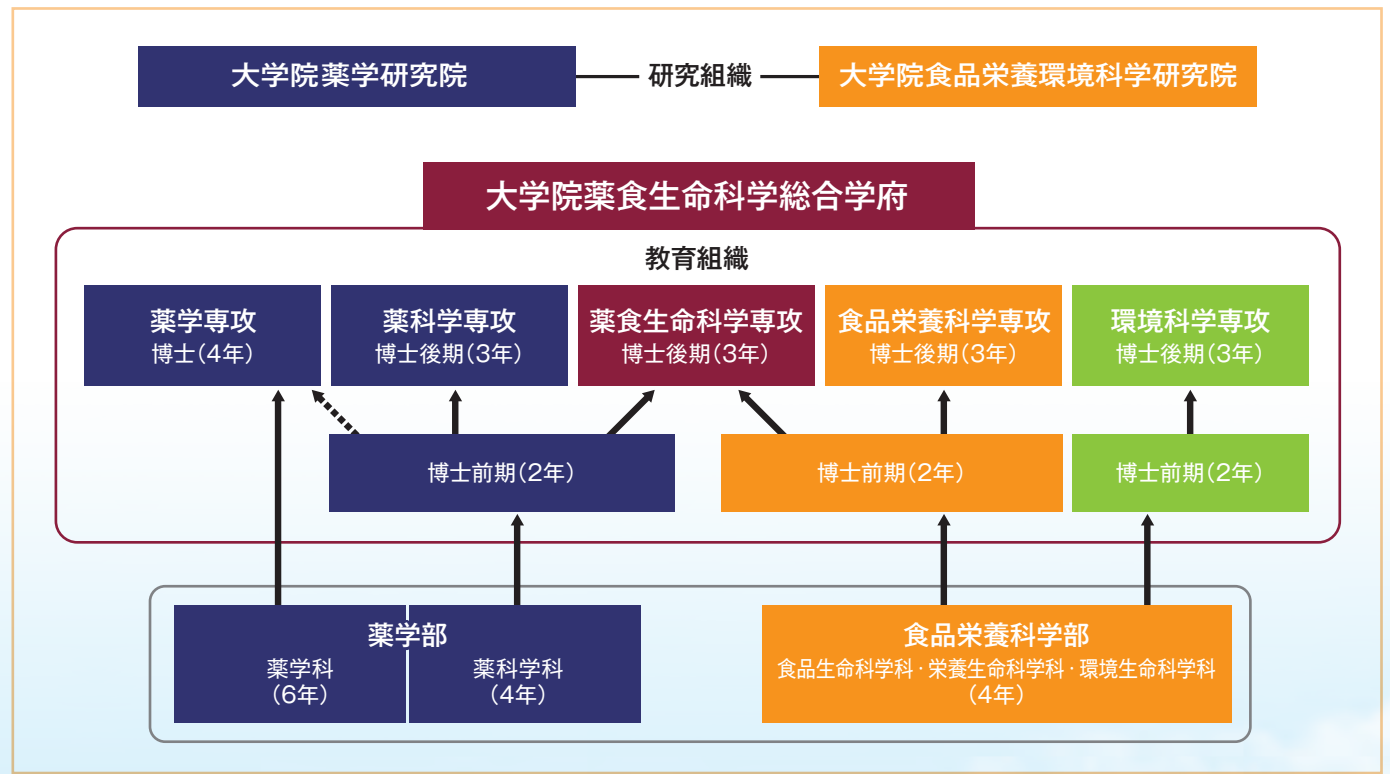 大学院薬学研究院
研究組織
大学院食品栄養環境科学研究院
大学院薬食生命科学総合学府
教育組織
薬学専攻
博士(4年)
薬科学専攻
博士後期(3年)
薬食生命科学専攻
博士後期(3年)
食品栄養科学専攻
博士後期(3年)
環境科学専攻
博士後期(3年)
博士前期(2年)
博士前期(2年)
博士前期(2年)
薬学部
薬学科
(6年)
薬科学科
(4年)
食品栄養科学部
食品生命科学科・栄養生命科学科・環境生命科学科
(4年)